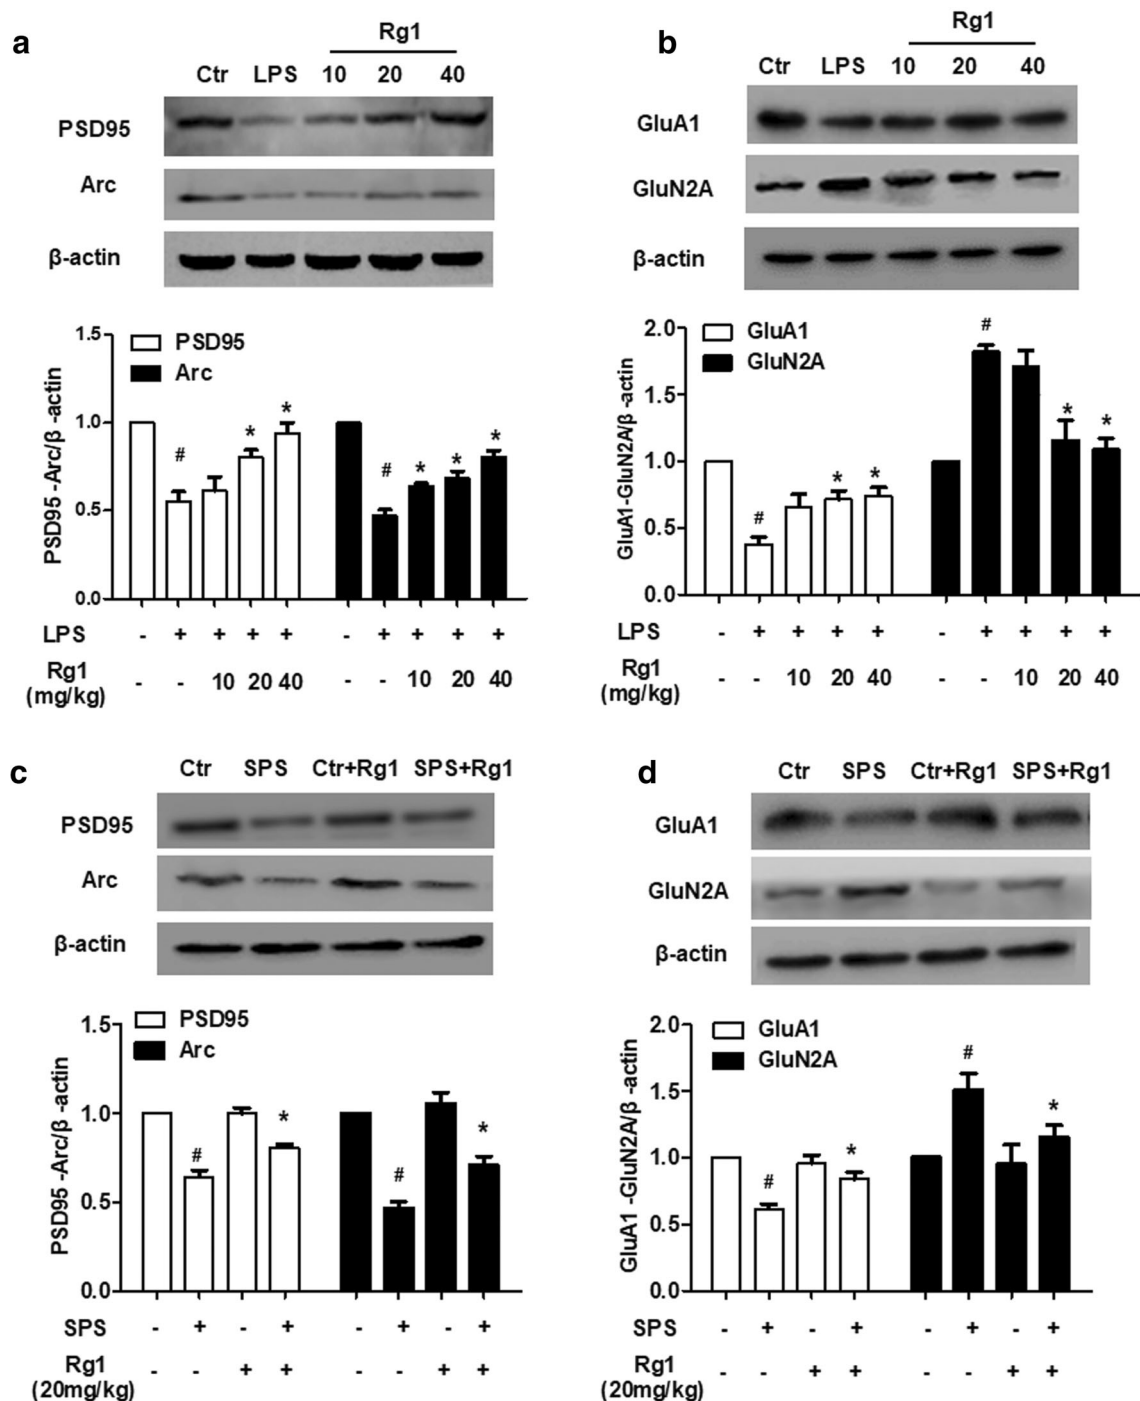 a
Rg1
Ctr LPS 10 20 40
PSD95
Arc
β-actin
1.5
1.0
0.5
0.0
PSD95 -Arc/β -actin
PSD95
Arc
# * * # * * *
LPS - + + + + - + + + +
Rg1 (mg/kg) - - 10 20 40 - - 10 20 40
b
Rg1
Ctr LPS 10 20 40
GluA1
GluN2A
β-actin
2.0
1.5
1.0
0.5
0.0
GluA1-GluN2A/β -actin
GluA1
GluN2A
# * * # * *
LPS - + + + + - + + + +
Rg1 (mg/kg) - - 10 20 40 - - 10 20 40
c
Ctr SPS Ctr+Rg1 SPS+Rg1
PSD95
Arc
β-actin
1.5
1.0
0.5
0.0
PSD95 -Arc/β -actin
PSD95
Arc
# * # *
SPS - + - + - + - +
Rg1 (20mg/kg) - - + + - - + +
d
Ctr SPS Ctr+Rg1 SPS+Rg1
GluA1
GluN2A
β-actin
2.0
1.5
1.0
0.5
0.0
GluA1 -GluN2A/β -actin
GluA1
GluN2A
# * # *
SPS - + - + - + - +
Rg1 (20mg/kg) - - + + - - + +